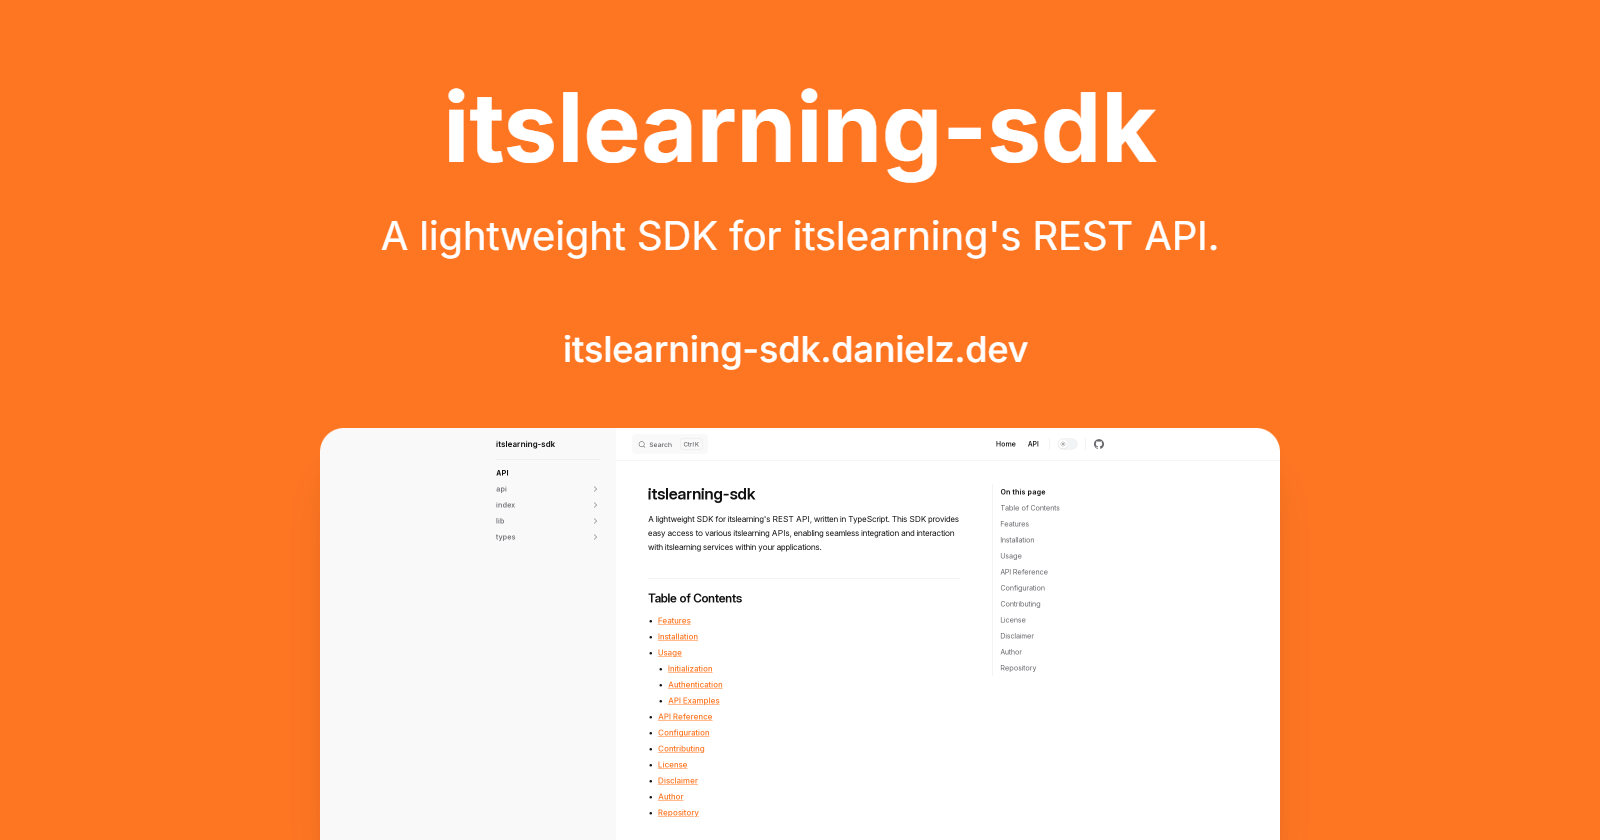 itslearning-sdk
A lightweight SDK for itslearning's REST API.
itslearning-sdk.danielz.dev
itslearning-sdk
Search Ctrl K
Home API
API
api
index
lib
types
itslearning-sdk
A lightweight SDK for itslearning's REST API, written in TypeScript. This SDK provides
easy access to various itslearning APIs, enabling seamless integration and interaction
with itslearning services within your applications.
Table of Contents
Features
Installation
Usage
Initialization
Authentication
API Examples
API Reference
Configuration
Contributing
License
Disclaimer
Author
Repository
On this page
Table of Contents
Features
Installation
Usage
API Reference
Configuration
Contributing
License
Disclaimer
Author
Repository